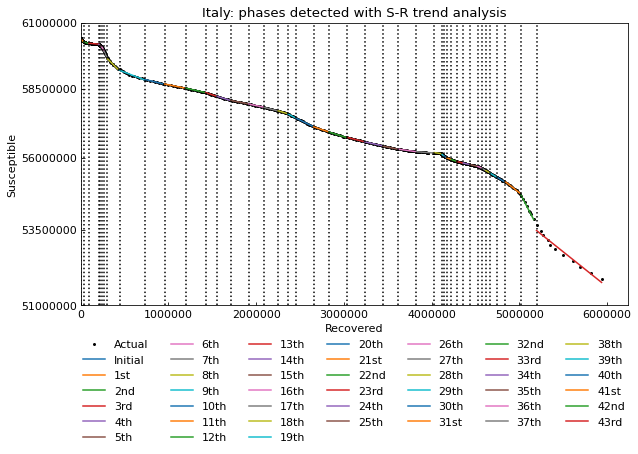 Italy: phases detected with S-R trend analysis
61000000
58500000
56000000
53500000
51000000
Susceptible
0 1000000 2000000 3000000 4000000 5000000 6000000
Recovered
Actual 6th 13th 20th 26th 32nd 38th
Initial 7th 14th 21st 27th 33rd 39th
1st 8th 15th 22nd 28th 34th 40th
2nd 9th 16th 23rd 29th 35th 41st
3rd 10th 17th 24th 30th 36th 42nd
4th 11th 18th 25th 31st 37th 43rd
5th 12th 19th